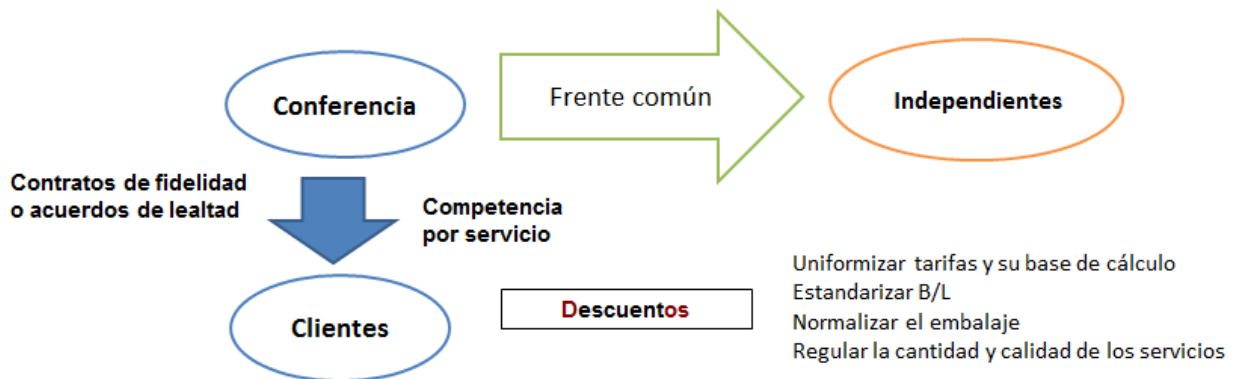 Conferencia
Frente común
Independientes
Contratos de fidelidad
o acuerdos de lealtad
Competencia
por servicio
Clientes
Descuentos
Uniformizar tarifas y su base de cálculo
Estandarizar B/L
Normalizar el embalaje
Regular la cantidad y calidad de los servicios